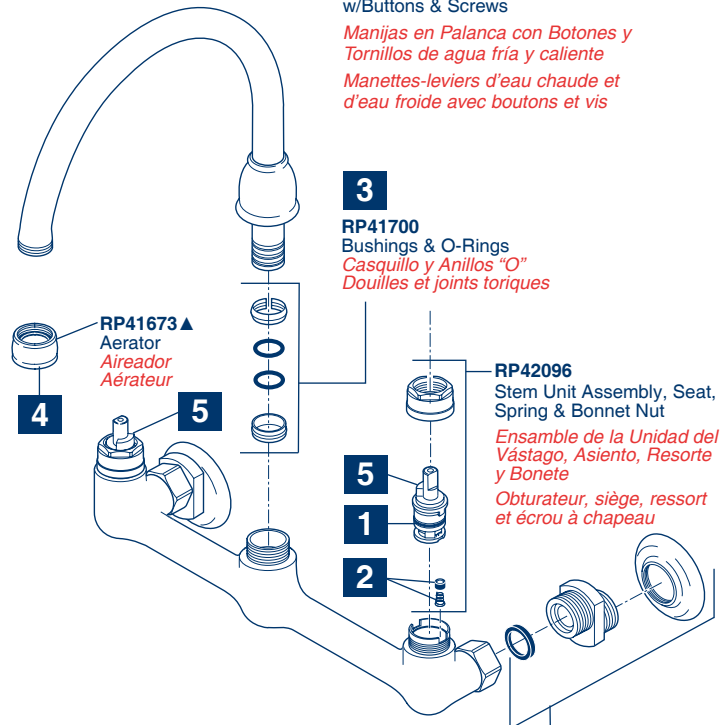 w/Buttons & Screws
Manijas en Palanca con Botones y
Tornillos de agua fría y caliente
Manettes-leviers d'eau chaude et
d'eau froide avec boutons et vis
3
RP41700
Bushings & O-Rings
Casquillo y Anillos “O”
Douilles et joints toriques
RP41673▲
Aerator
Aireador
Aérateur
4
5
RP42096
Stem Unit Assembly, Seat,
Spring & Bonnet Nut
Ensamble de la Unidad del
Vástago, Asiento, Resorte
y Bonete
Obturateur, siège, ressort
et écrou à chapeau
5
1
2